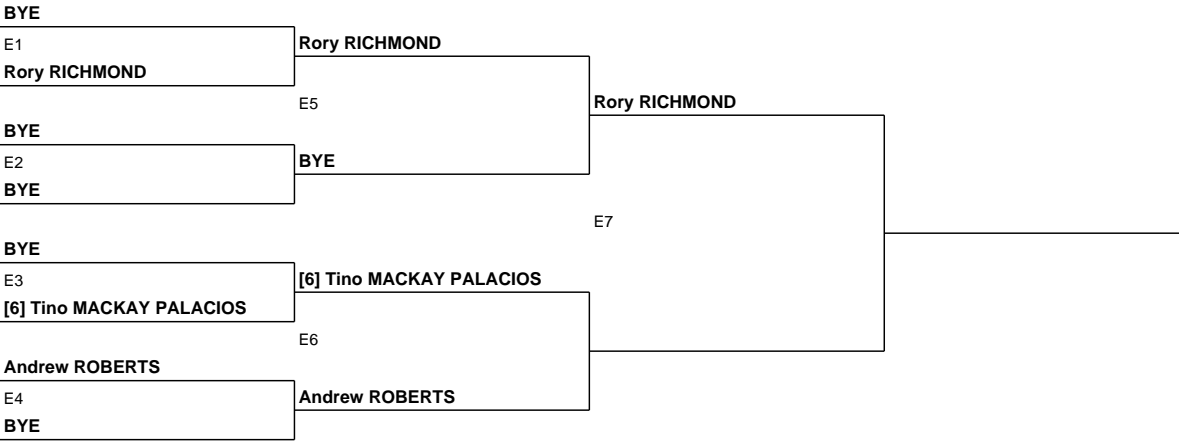 BYE
E1
Rory RICHMOND
Rory RICHMOND
E5
Rory RICHMOND
BYE
E2
BYE
BYE
E7
BYE
E3
[6] Tino MACKAY PALACIOS
[6] Tino MACKAY PALACIOS
E6
Andrew ROBERTS
E4
Andrew ROBERTS
BYE